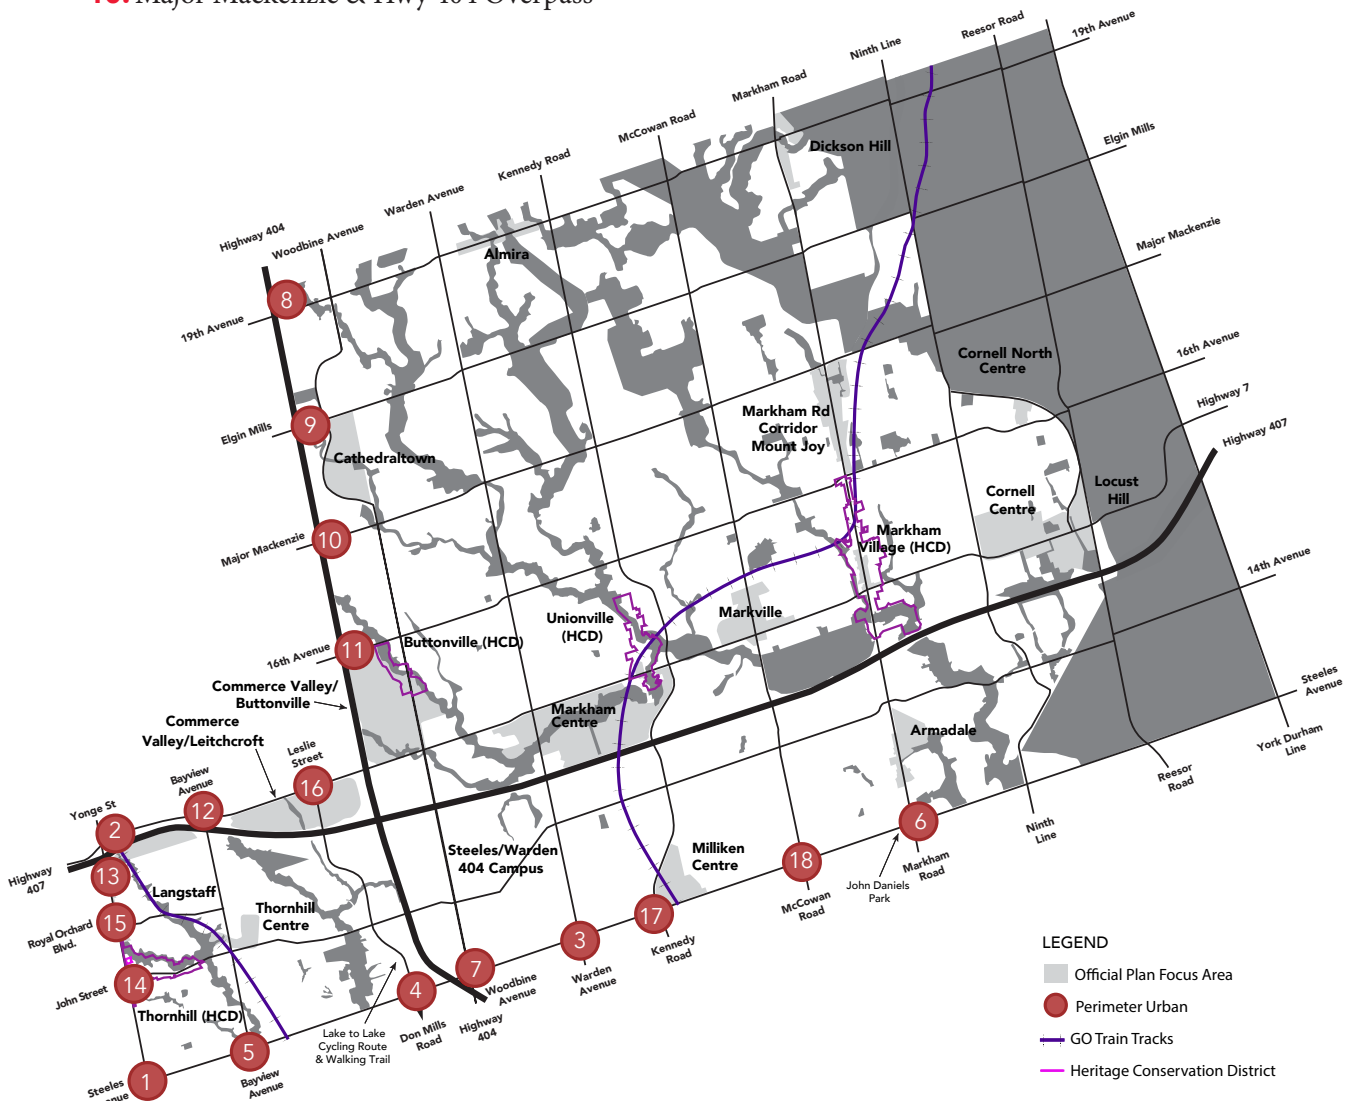 Major Mackenzie & Hwy 404 Overpass
Reesor Road
19th Avenue
Ninth Line
Markham Road
McCowan Road
Kennedy Road
Warden Avenue
Woodbine Avenue
Highway 404
Dickson Hill
Elgin Mills
Almira
Major Mackenzie
8
19th Avenue
Cornell North
Centre
16th Avenue
Highway 7
Highway 407
Markham Rd
Corridor
Mount Joy
9
Elgin Mills
Cathedraltown
Locust
Hill
Cornell
Centre
10
Major Mackenzie
Markham
Village (HCD)
14th Avenue
Markville
Unionville
(HCD)
Buttonville (HCD)
11
16th Avenue
Commerce Valley/
Buttonville
Markham
Centre
Armadale
Steeles
Avenue
York Durham
Line
Reesor
Road
Commerce
Valley/Leitchcroft
Leslie
Street
Bayview
Avenue
16
12
Yonge St
2
6
Ninth
Line
Highway
407
13
Steeles/Warden
404 Campus
Milliken
Centre
18
Markham
Road
John Daniels
Park
McCowan
Road
Langstaff
Thornhill
Centre
15
Royal Orchard
Blvd.
17
Kennedy
Road
3
Warden
Avenue
7
Woodbine
Avenue
Highway
404
4
Don Mills
Road
14
John Street
Thornhill (HCD)
Lake to Lake
Cycling Route
& Walking Trail
5
Bayview
Avenue
1
Steeles
LEGEND
Official Plan Focus Area
Perimeter Urban
GO Train Tracks
Heritage Conservation District